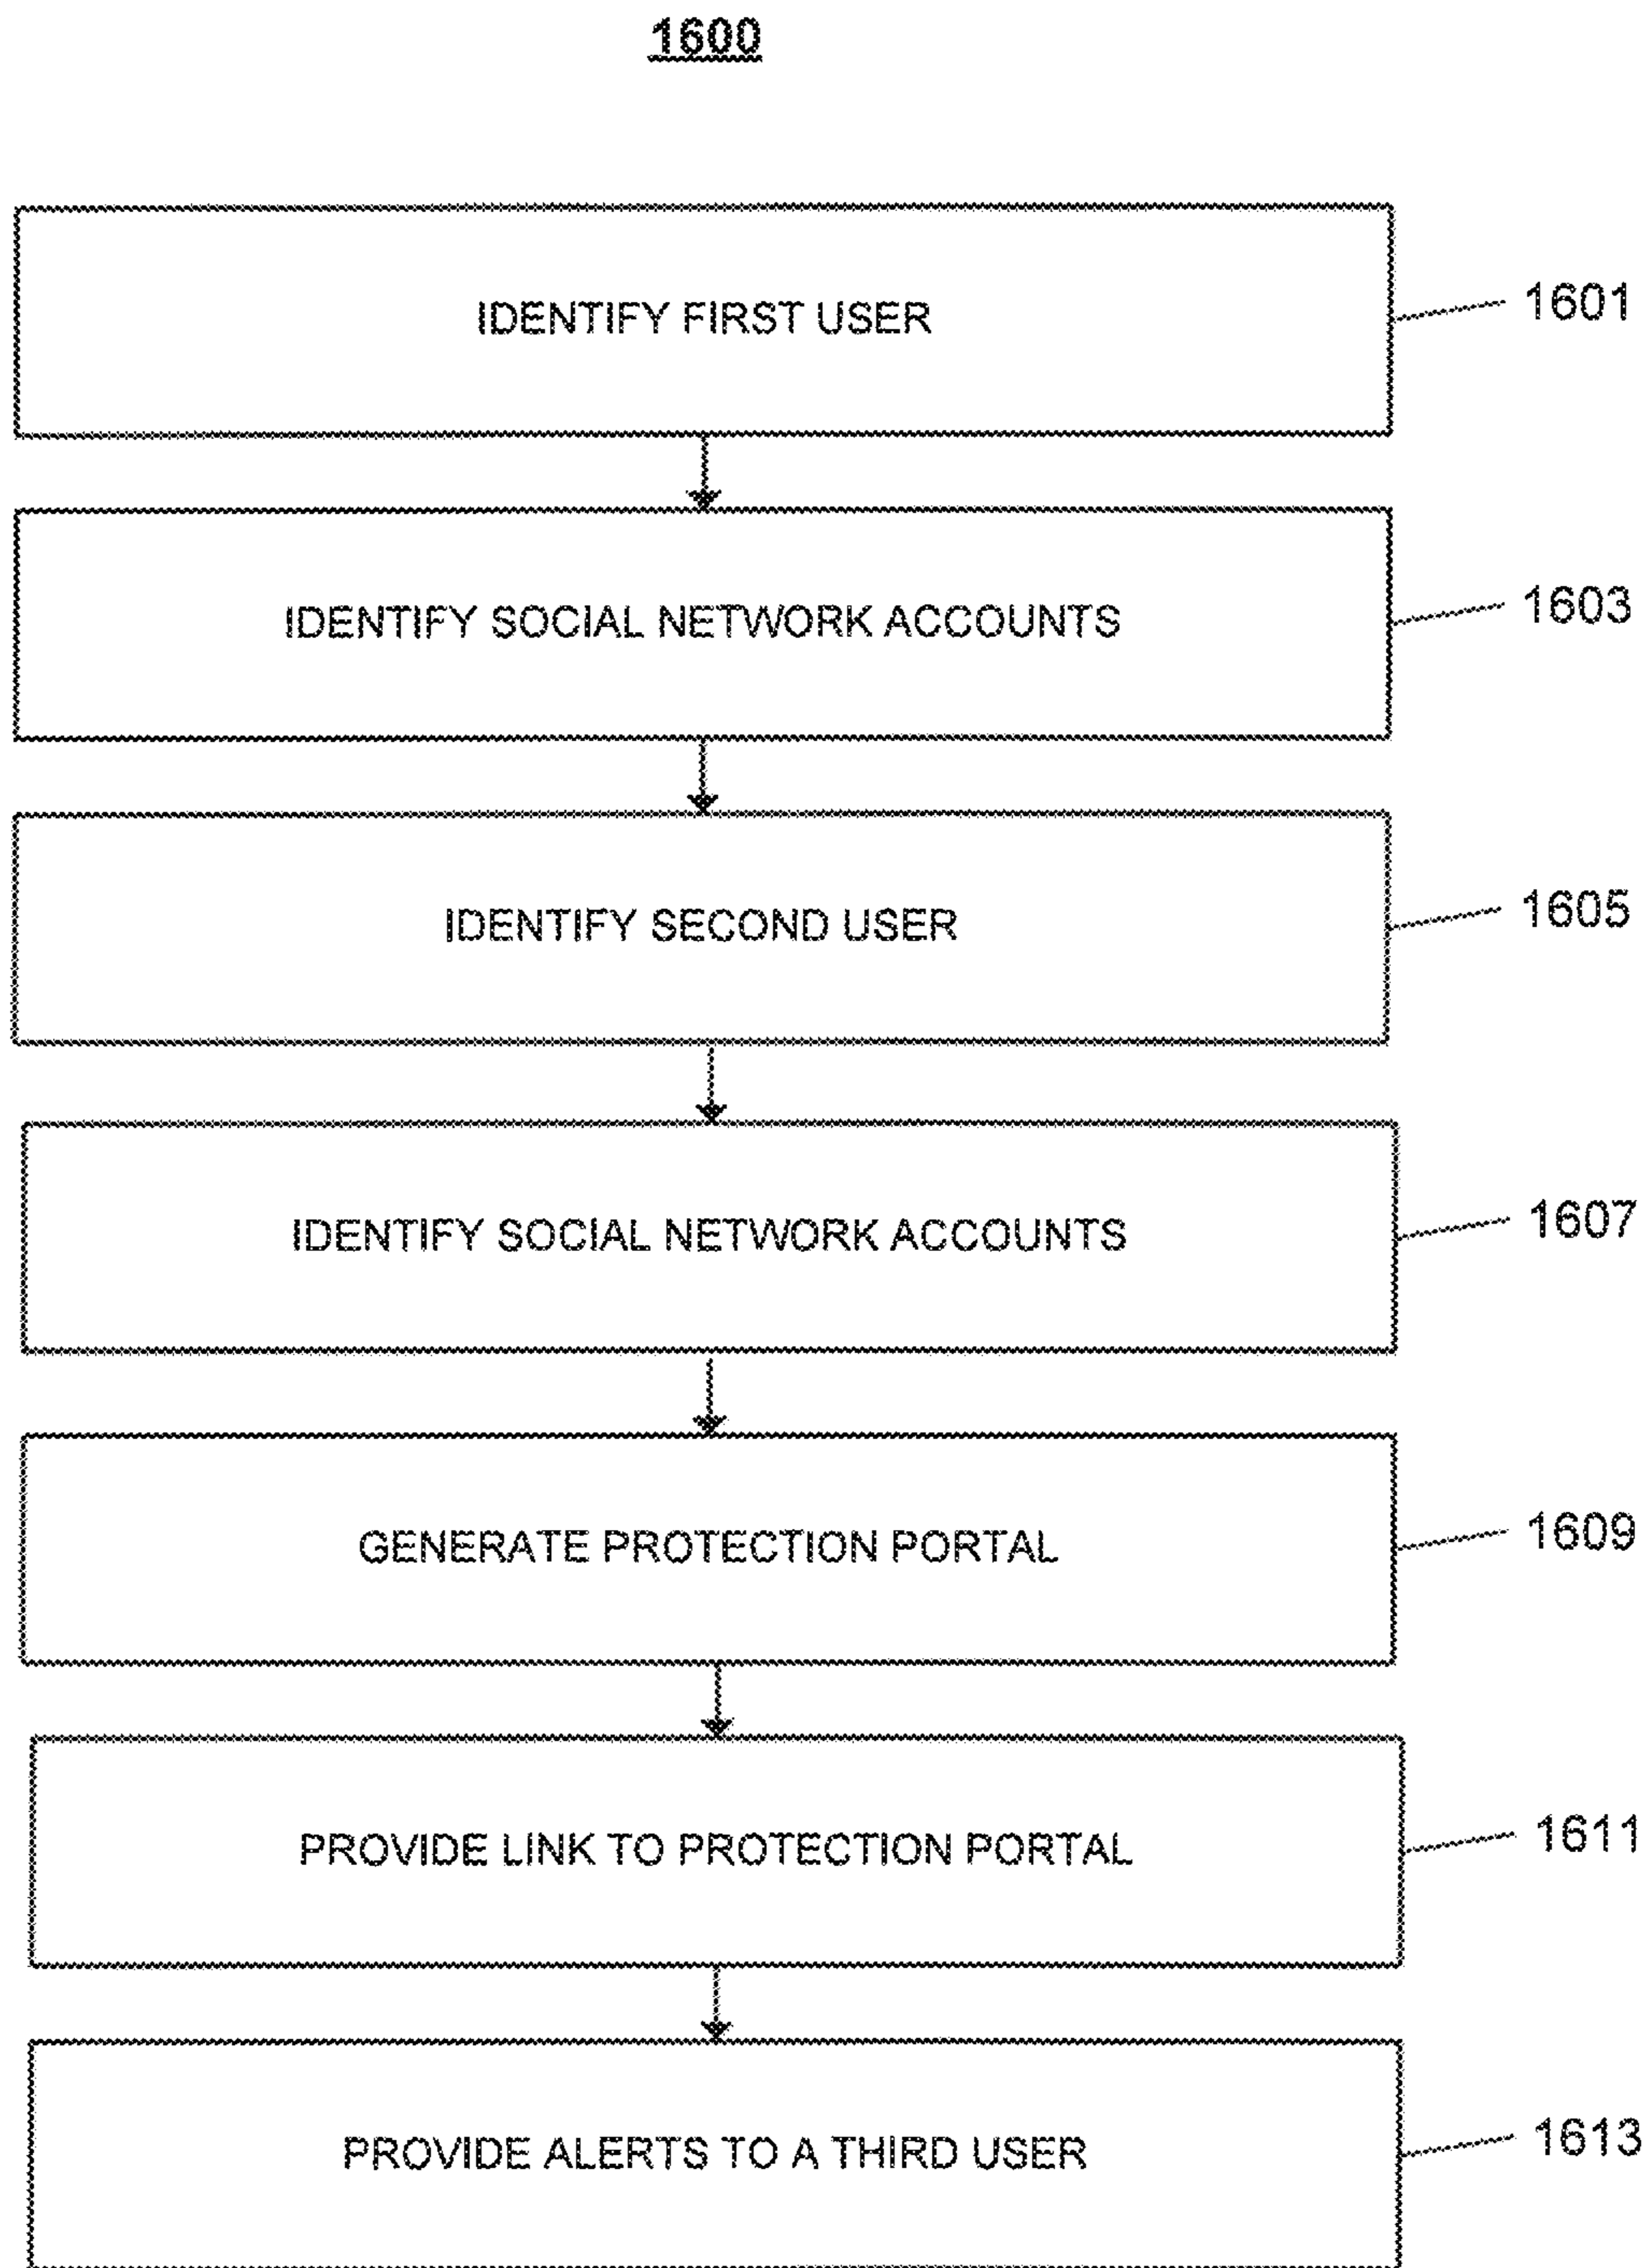 1600
IDENTIFY FIRST USER
1601
IDENTIFY SOCIAL NETWORK ACCOUNTS
1603
IDENTIFY SECOND USER
1605
IDENTIFY SOCIAL NETWORK ACCOUNTS
1607
GENERATE PROTECTION PORTAL
1609
PROVIDE LINK TO PROTECTION PORTAL
1611
PROVIDE ALERTS TO A THIRD USER
1613